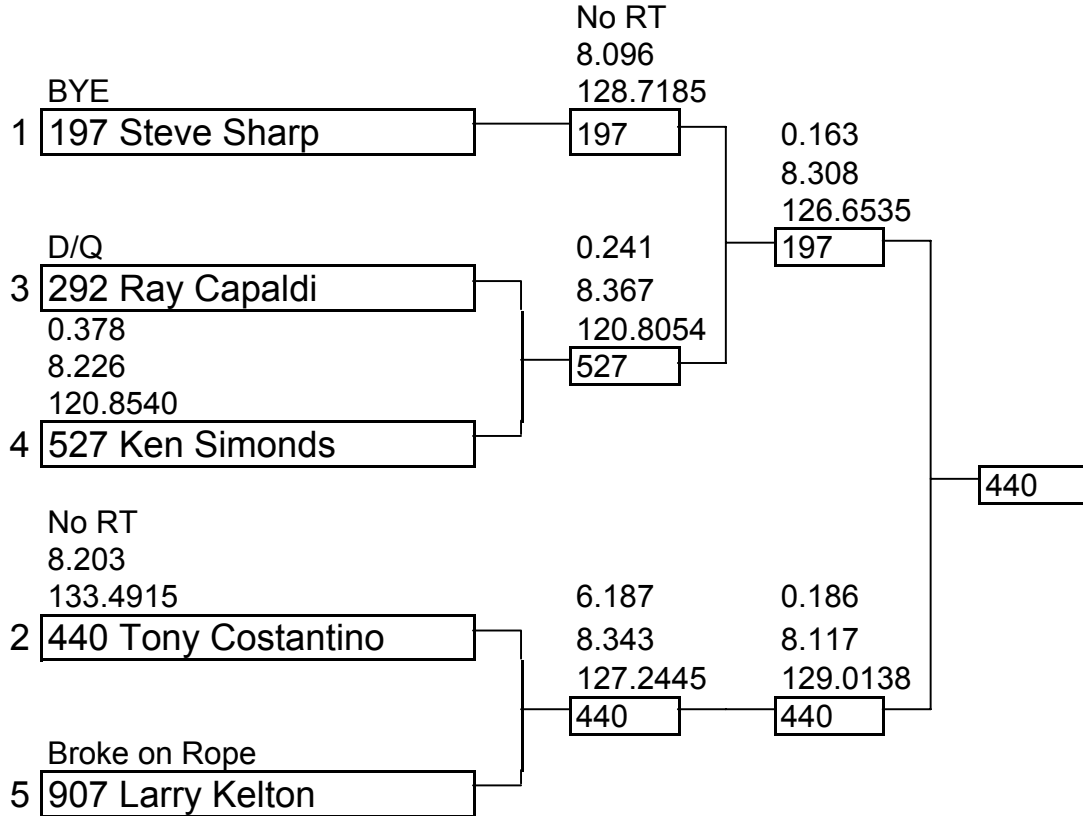 No RT
8.096
128.7185
BYE
1 197 Steve Sharp
197
0.163
8.308
126.6535
197
D/Q
3 292 Ray Capaldi
0.241
8.367
120.8054
527
0.378
8.226
120.8540
4 527 Ken Simonds
440
No RT
8.203
133.4915
2 440 Tony Costantino
6.187
8.343
127.2445
440
0.186
8.117
129.0138
440
Broke on Rope
5 907 Larry Kelton